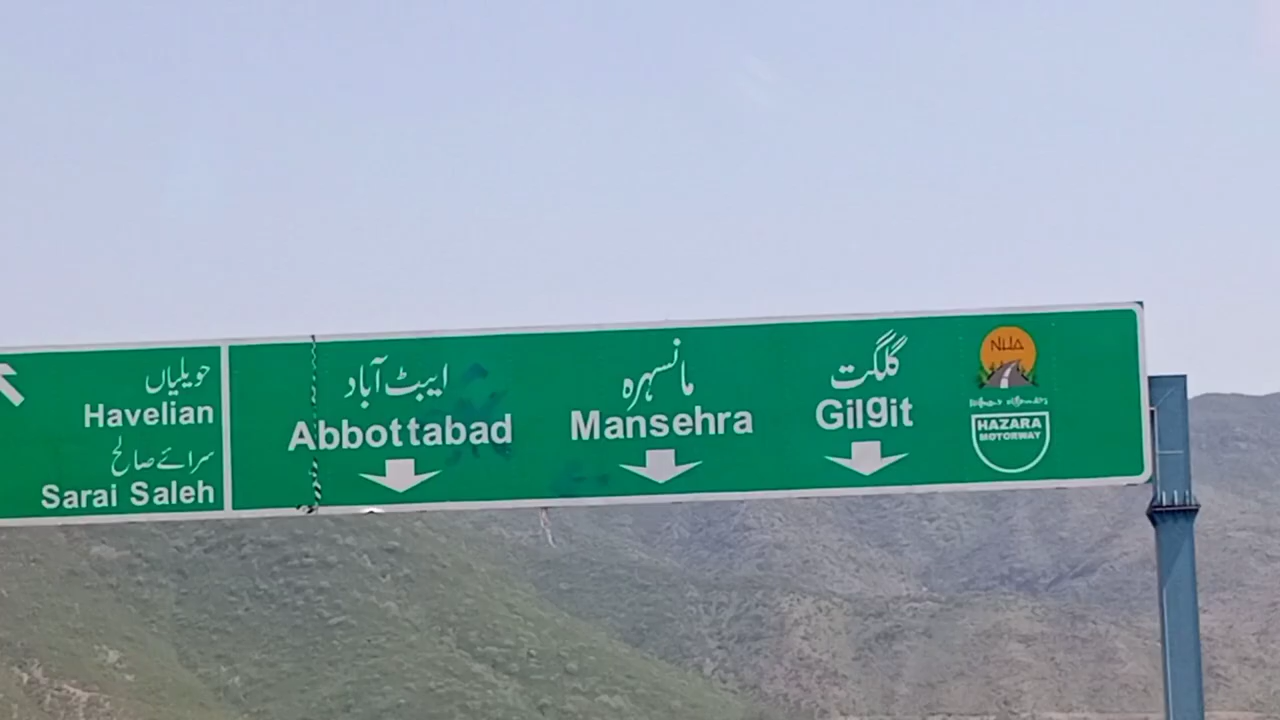 حویلیاں
Havelian
سرائے صالح
Sarai Saleh
ایبٹ آباد
Abbottabad
مانسہرہ
Mansehra
گلگت
Gilgit
NHA
HAZARA
MOTORWAY